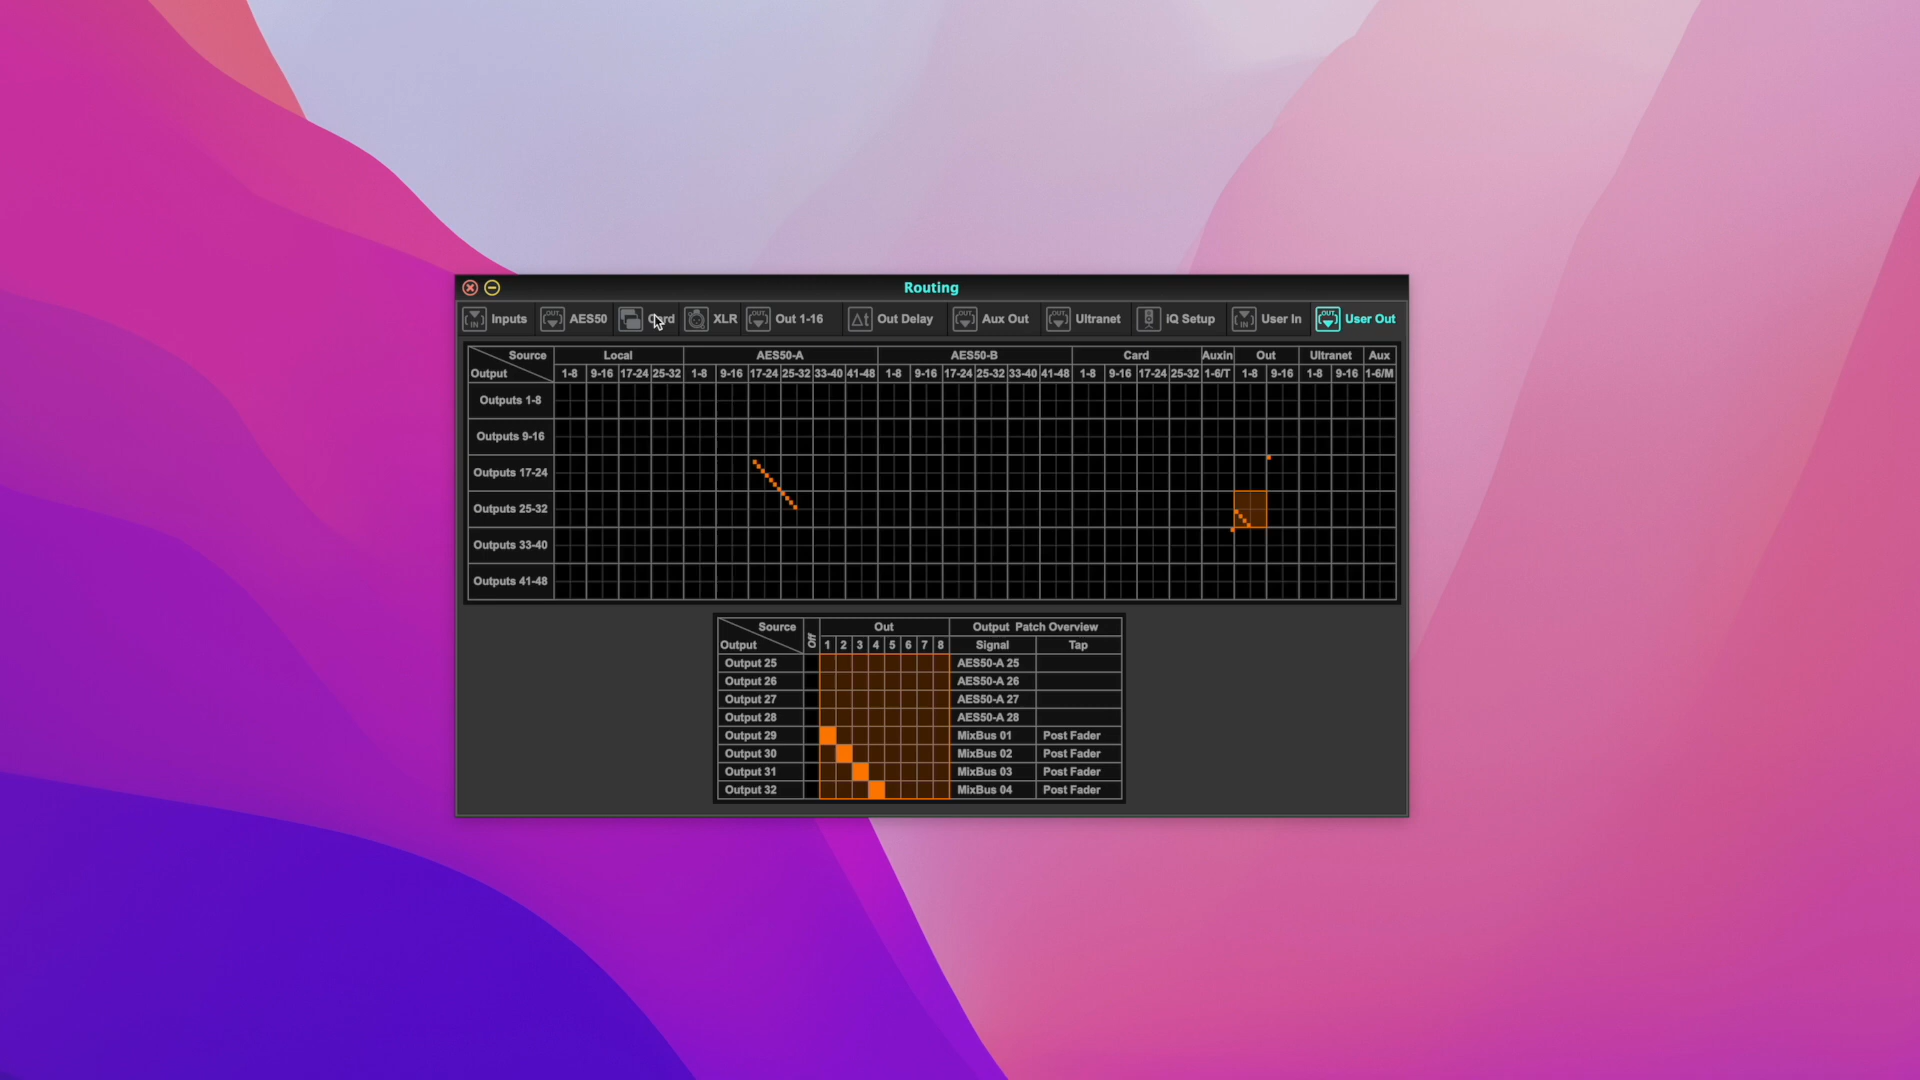 Routing
Inputs AES50 Card XLR Out 1-16 Out Delay Aux Out Ultranet iQ Setup User In User Out
Source Local AES50-A AES50-B Card Auxin Out Ultranet Aux
Output 1-8 9-16 17-24 25-32 1-8 9-16 17-24 25-32 33-40 41-48 1-8 9-16 17-24 25-32 33-40 41-48 1-8 9-16 17-24 25-32 1-6/T 1-8 9-16 1-8 9-16 1-6/M
Outputs 1-8
Outputs 9-16
Outputs 17-24
Outputs 25-32
Outputs 33-40
Outputs 41-48
Source Off Out Output Patch Overview
Output 1 2 3 4 5 6 7 8 Signal Tap
Output 25 AES50-A 25
Output 26 AES50-A 26
Output 27 AES50-A 27
Output 28 AES50-A 28
Output 29 MixBus 01 Post Fader
Output 30 MixBus 02 Post Fader
Output 31 MixBus 03 Post Fader
Output 32 MixBus 04 Post Fader